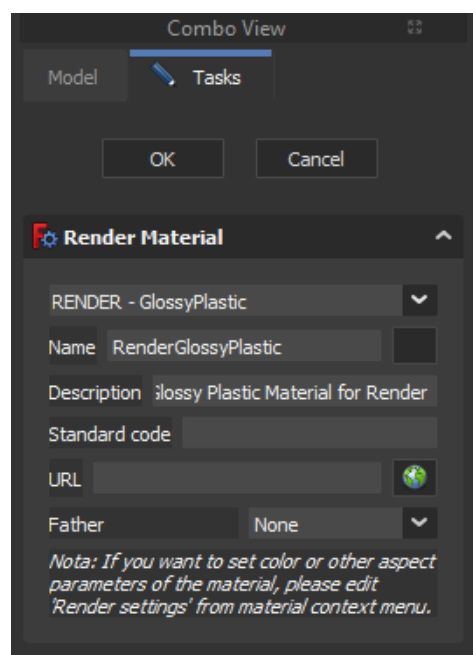 Combo View
Model
Tasks
OK
Cancel
Render Material
RENDER - GlossyPlastic
Name RenderGlossyPlastic
Description lossy Plastic Material for Render
Standard code
URL
Father None
Nota: If you want to set color or other aspect
parameters of the material, please edit
'Render settings' from material context menu.